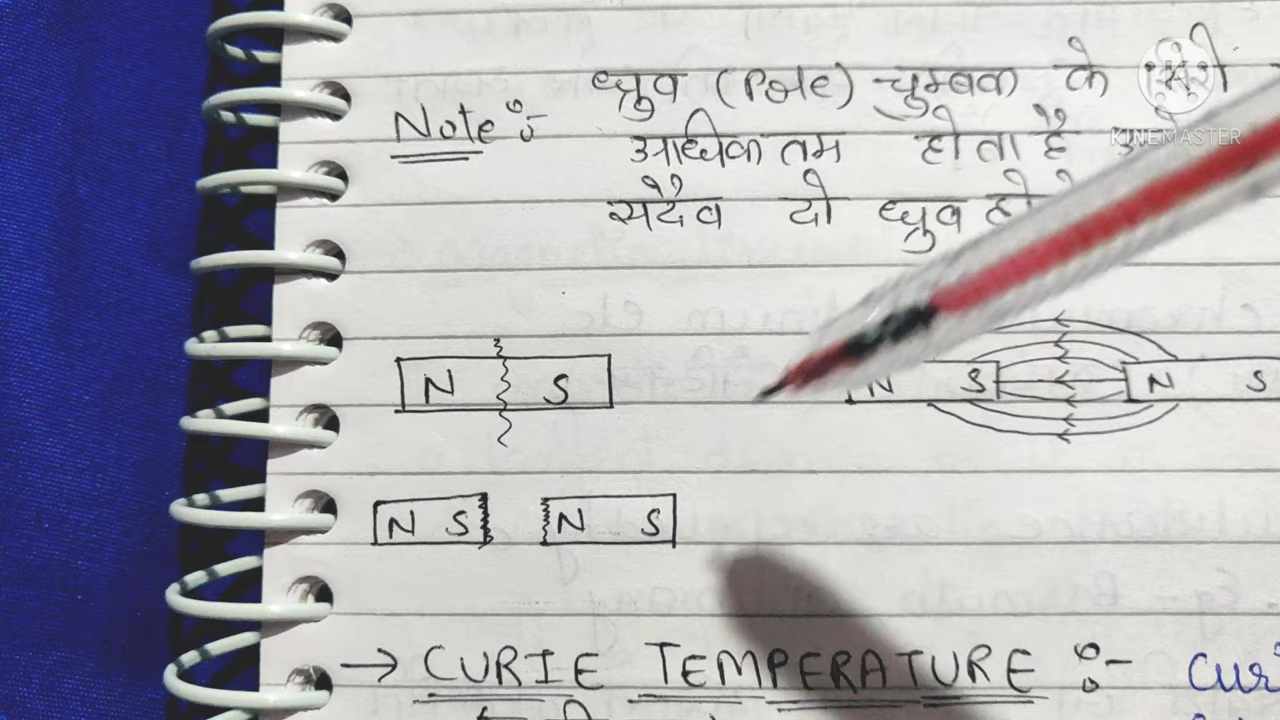 Note :- ध्रुव (Pole) चुम्बक के
अधिकतम होता है
सदैव दो ध्रुव
KINEMASTER
N S
N S N S
N S N S
→ CURIE TEMPERATURE :-